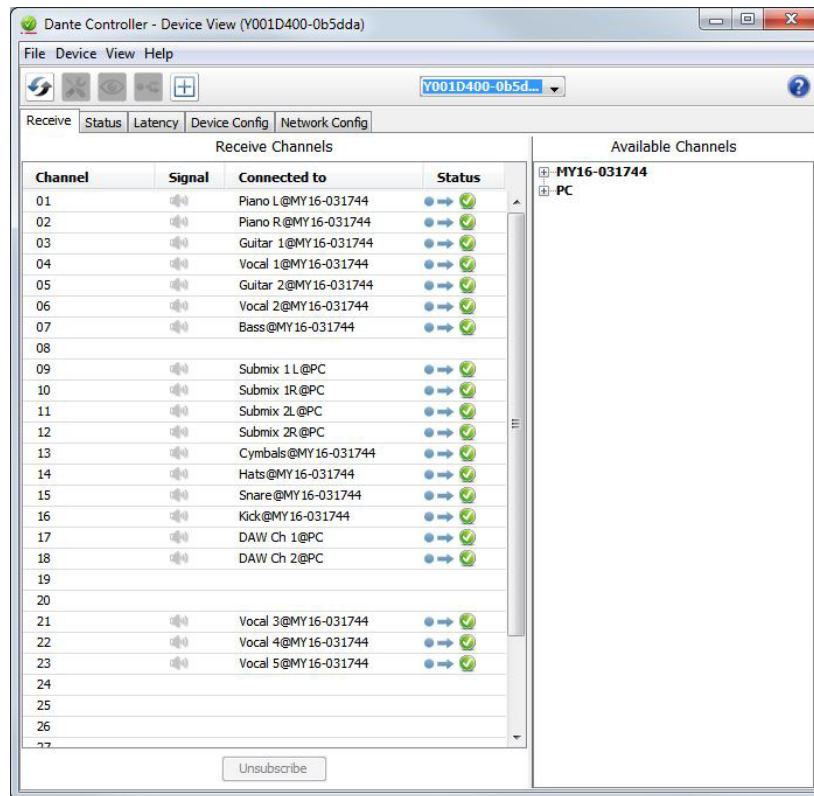 Dante Controller - Device View (Y001D400-0b5dda)
File Device View Help
Y001D400-0b5d...
Receive Status Latency Device Config Network Config
Receive Channels
Available Channels
Channel Signal Connected to Status
MY16-031744
PC
01 Piano L@MY16-031744
02 Piano R@MY16-031744
03 Guitar 1@MY16-031744
04 Vocal 1@MY16-031744
05 Guitar 2@MY16-031744
06 Vocal 2@MY16-031744
07 Bass@MY16-031744
08
09 Submix 1L@PC
10 Submix 1R@PC
11 Submix 2L@PC
12 Submix 2R@PC
13 Cymbals@MY16-031744
14 Hats@MY16-031744
15 Snare@MY16-031744
16 Kick@MY16-031744
17 DAW Ch 1@PC
18 DAW Ch 2@PC
19
20
21 Vocal 3@MY16-031744
22 Vocal 4@MY16-031744
23 Vocal 5@MY16-031744
24
25
26
27
Unsubscribe